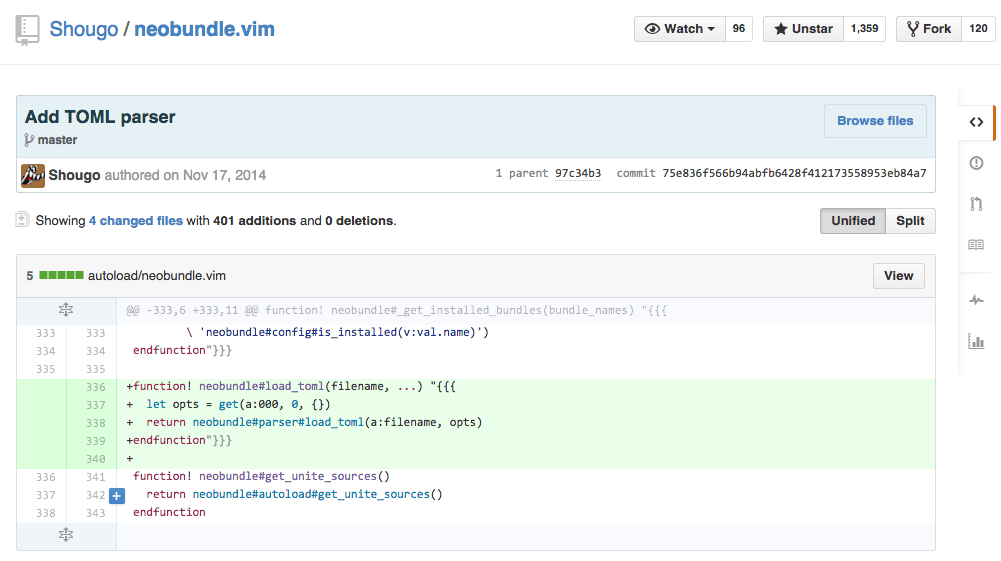 Shougo / neobundle.vim
Watch 96 Unstar 1,359 Fork 120
Add TOML parser
Browse files
master
Shougo authored on Nov 17, 2014 1 parent 97c34b3 commit 75e836f566b94abfb6428f412173558953eb84a7
Showing 4 changed files with 401 additions and 0 deletions. Unified Split
5 autoload/neobundle.vim View
@@ -333,6 +333,11 @@ function! neobundle#_get_installed_bundles(bundle_names) "{{{
333 333 \ 'neobundle#config#is_installed(v:val.name)')
334 334 endfunction"}}}
335 335
336 +function! neobundle#load_toml(filename, ...) "{{{
337 + let opts = get(a:000, 0, {})
338 + return neobundle#parser#load_toml(a:filename, opts)
339 +endfunction"}}}
340 +
336 341 function! neobundle#get_unite_sources()
337 342 + return neobundle#autoload#get_unite_sources()
338 343 endfunction